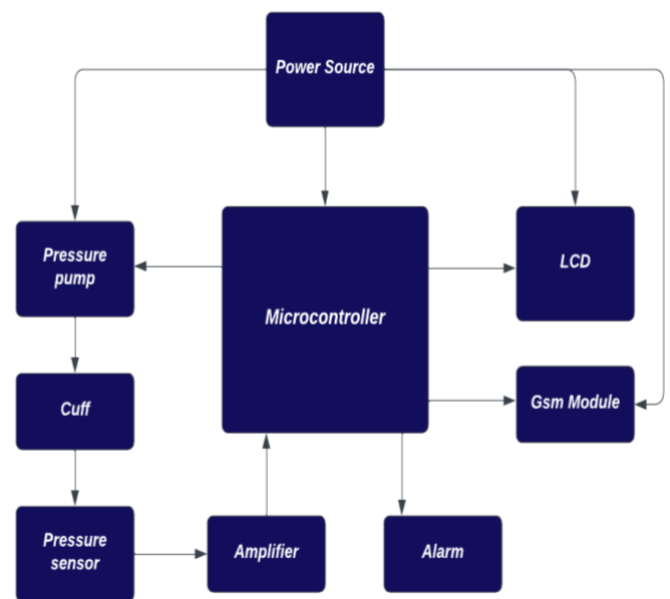 Power Source
Pressure
pump
Microcontroller
LCD
Cuff
Gsm Module
Pressure
sensor
Amplifier
Alarm